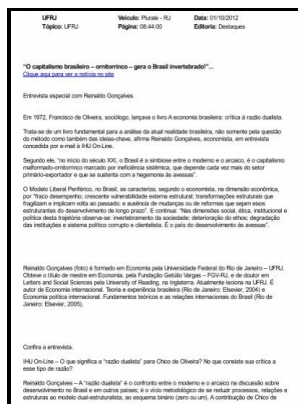 UFRJ Veículo: Plurale - RJ Data: 01/10/2012
Tópico: UFRJ Página: 08:44:00 Editoria: Destaques
“O capitalismo brasileiro – ornitorrinco – gera o Brasil invertebrado!”...
Clique aqui para ver a notícia no site
Entrevista especial com Reinaldo Gonçalves
Em 1972, Francisco de Oliveira, sociólogo, lançava o livro A economia brasileira: crítica à razão dualista.
Trata-se de um livro fundamental para a análise da atual realidade brasileira, não somente pela questão
do método como também das ideias-chave, afirma Reinaldo Gonçalves, economista, em entrevista
concedida por e-mail à IHU On-Line.
Segundo ele, “no início do século XXI, o Brasil é a simbiose entre o moderno e o arcaico, é o capitalismo
malformado-ornitorrinco marcado por ineficiência sistêmica, que depende cada vez mais do setor
primário-exportador e que se sustenta com a hegemonia às avessas”.
O Modelo Liberal Periférico, no Brasil, se caracteriza, segundo o economista, na dimensão econômica,
por “fraco desempenho; crescente vulnerabilidade externa estrutural; transformações estruturais que
fragilizam e implicam volta ao passado; e ausência de mudanças ou de reformas que sejam eixos
estruturantes do desenvolvimento de longo prazo”. E continua: “Nas dimensões social, ética, institucional e
política desta trajetória observa-se: invertebramento da sociedade; deterioração do ethos; degradação
das instituições e sistema político corrupto e clientelista. É o país do desenvolvimento às avessas”.
Reinaldo Gonçalves (foto) é formado em Economia pela Universidade Federal do Rio de Janeiro – UFRJ.
Obteve o título de mestre em Economia, pela Fundação Getúlio Vargas – FGV-RJ, e de doutor em
Letters and Social Sciences pela University of Reading, na Inglaterra. Atualmente leciona na UFRJ. É
autor de Economia internacional. Teoria e experiência brasileira (Rio de Janeiro: Elsevier, 2004) e
Economia política internacional. Fundamentos teóricos e as relações internacionais do Brasil (Rio de
Janeiro: Elsevier, 2005).
Confira a entrevista.
IHU On-Line – O que significa a “razão dualista” para Chico de Oliveira? No que consiste sua crítica a
esse tipo de razão?
Reinaldo Gonçalves – A “razão dualista” é o confronto entre o moderno e o arcaico na discussão sobre
desenvolvimento no Brasil e em outros países; é o vício metodológico de se reduzir processos, relações e
estruturas ao modelo dual-estruturalista, ao esquema binário (zero ou um). A contribuição de Chico de